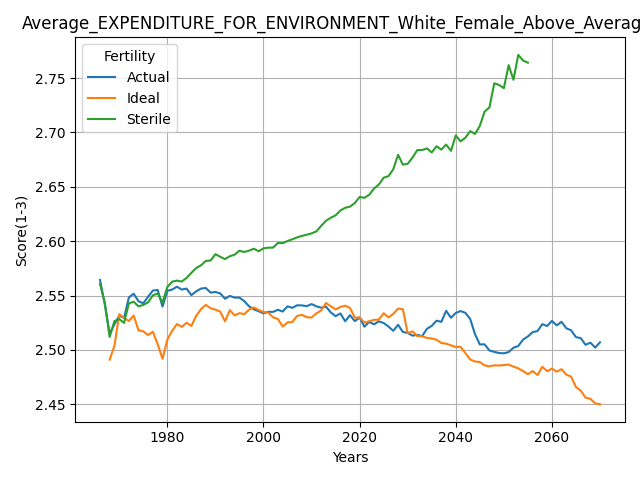 Average_EXPENDITURE_FOR_ENVIRONMENT_White_Female_Above_Averag
Fertility
Actual
Ideal
Sterile
Score(1-3)
2.75
2.70
2.65
2.60
2.55
2.50
2.45
1980 2000 2020 2040 2060
Years